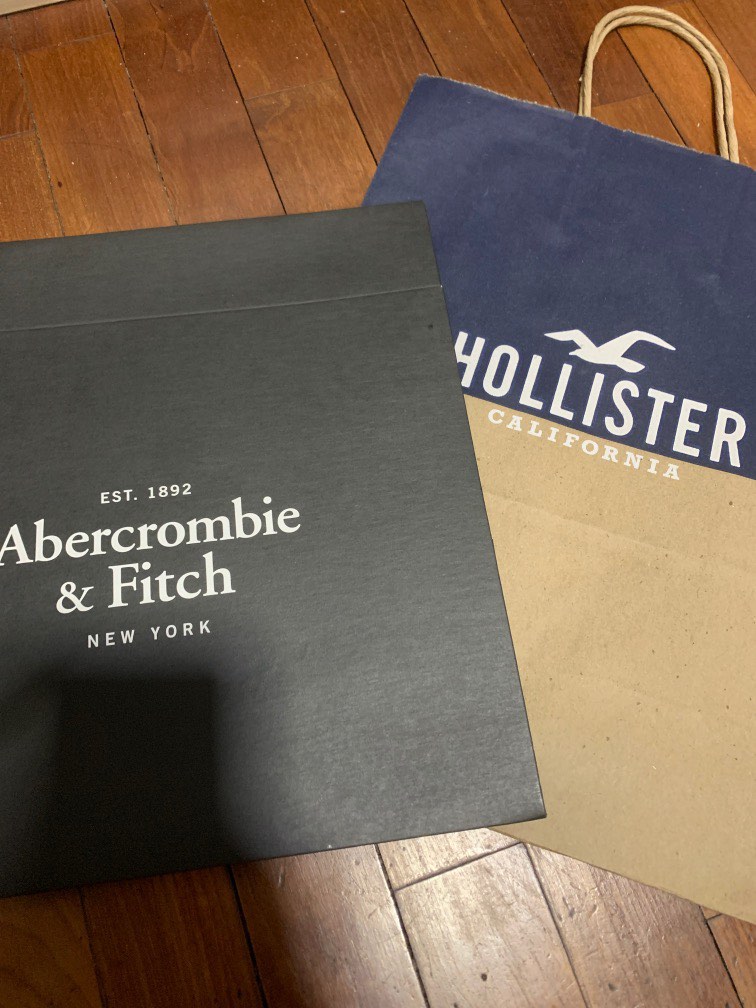 EST. 1892
Abercrombie
& Fitch
NEW YORK
HOLLISTER
CALIFORNIA